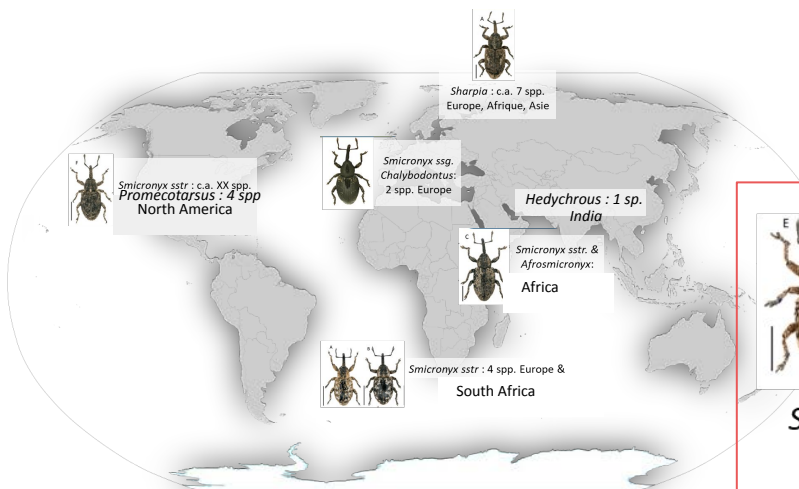 A
Sharpia : c.a. 7 spp.
Europe, Afrique, Asie
F
Smicronyx sstr : c.a. XX spp.
Promecotarsus : 4 spp
North America
Smicronyx ssg.
Chalybodontus:
2 spp. Europe
Hedychrous : 1 sp.
India
C
Smicronyx sstr. &
Afrosmicronyx:
Africa
A
B
Smicronyx sstr : 4 spp. Europe &
South Africa
E
S